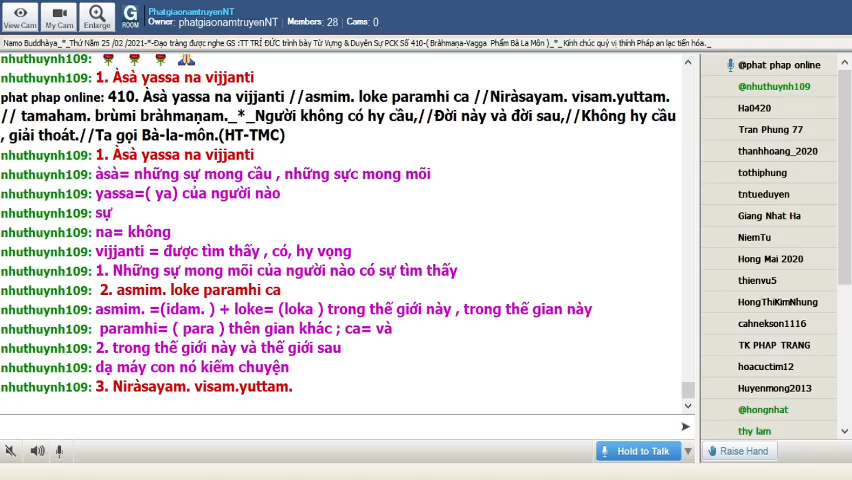 View Cam
My Cam
Enlarge
G
ROOM
PhatgiaonamtruyenNT
Owner: phatgiaonamtruyenNT | Members: 28 | Cams: 0
Namo Buddhàya_*_Thứ Năm 25 /02 /2021-*-Đạo tràng được nghe GS :TT TRÍ ĐỨC trình bày Từ Vựng & Duyên Sự PCK Số 410-( Bràhmaṇa-Vagga Phẩm Bà La Môn )_*_ Kính chúc quý vị thính Pháp an lạc tiến hóa._
nhuthuynh109: 🌹 🌹 🌹 🙏
nhuthuynh109: 1. Àsà yassa na vijjanti
phat phap online: 410. Àsà yassa na vijjanti //asmim. loke paramhi ca //Niràsayam. visam.yuttam.
// tamaham. brùmi bràhmaṇam._*_Người không có hy cầu,//Đời này và đời sau,//Không hy cầu
, giải thoát.//Ta gọi Bà-la-môn.(HT-TMC)
nhuthuynh109: 1. Àsà yassa na vijjanti
nhuthuynh109: àsà= những sự mong cầu , những sực mong mõi
nhuthuynh109: yassa=( ya) của người nào
nhuthuynh109: sự
nhuthuynh109: na= không
nhuthuynh109: vijjanti = được tìm thấy , có, hy vọng
nhuthuynh109: 1. Những sự mong mõi của người nào có sự tìm thấy
nhuthuynh109: 2. asmim. loke paramhi ca
nhuthuynh109: asmim. =(idam. ) + loke= (loka ) trong thế giới này , trong thế gian này
nhuthuynh109: paramhi= ( para ) thên gian khác ; ca= và
nhuthuynh109: 2. trong thế giới này và thế giới sau
nhuthuynh109: dạ máy con nó kiếm chuyện
nhuthuynh109: 3. Niràsayam. visam.yuttam.
Hold to Talk
@phat phap online
@nhuthuynh109
Ha0420
Tran Phung 77
thanhhoang_2020
tothiphung
tntueduyen
Giang Nhat Ha
NiemTu
Hong Mai 2020
thienvu5
HongThiKimNhung
cahnekson1116
TK PHAP TRANG
hoacuctim12
Huyenmong2013
@hongnhat
thy lam
Raise Hand